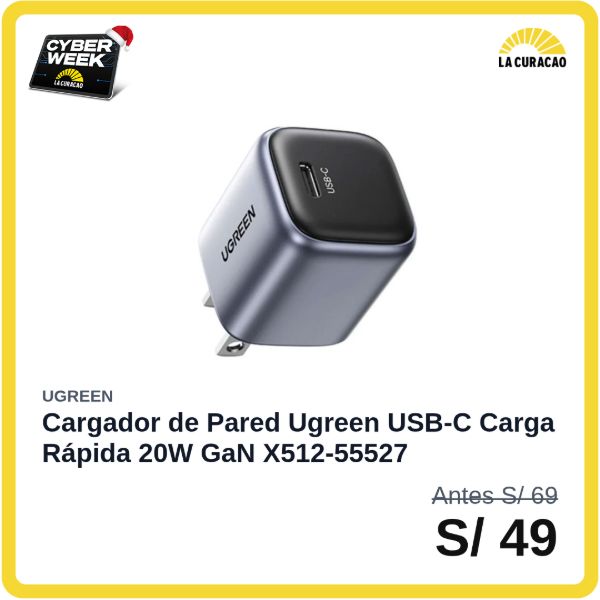 CYBER
WEEK
LA CURACAO
LA CURACAO
USB-C
UGREEN
UGREEN
Cargador de Pared Ugreen USB-C Carga
Rápida 20W GaN X512-55527
Antes S/ 69
S/ 49